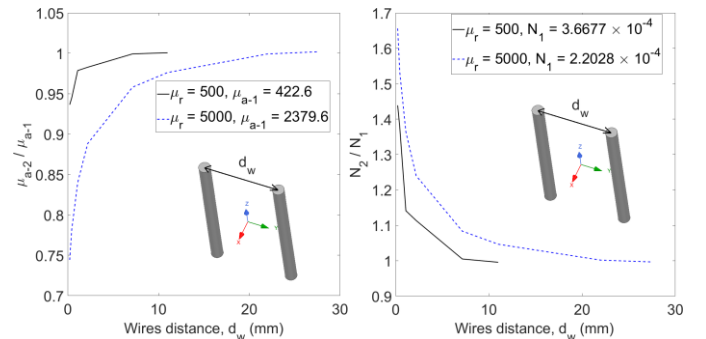 μr = 500, μa-1 = 422.6
μr = 5000, μa-1 = 2379.6
dw
Z
Y
X
1
0.95
0.9
0.85
0.8
0.75
0.7
0
10
20
30
μa-2 / μa-1
Wires distance, dw (mm)
μr = 500, N1 = 3.6677 × 10-4
μr = 5000, N1 = 2.2028 × 10-4
dw
Z
Y
X
1.7
1.6
1.5
1.4
1.3
1.2
1.1
1
0.9
0
10
20
30
N2 / N1
Wires distance, dw (mm)